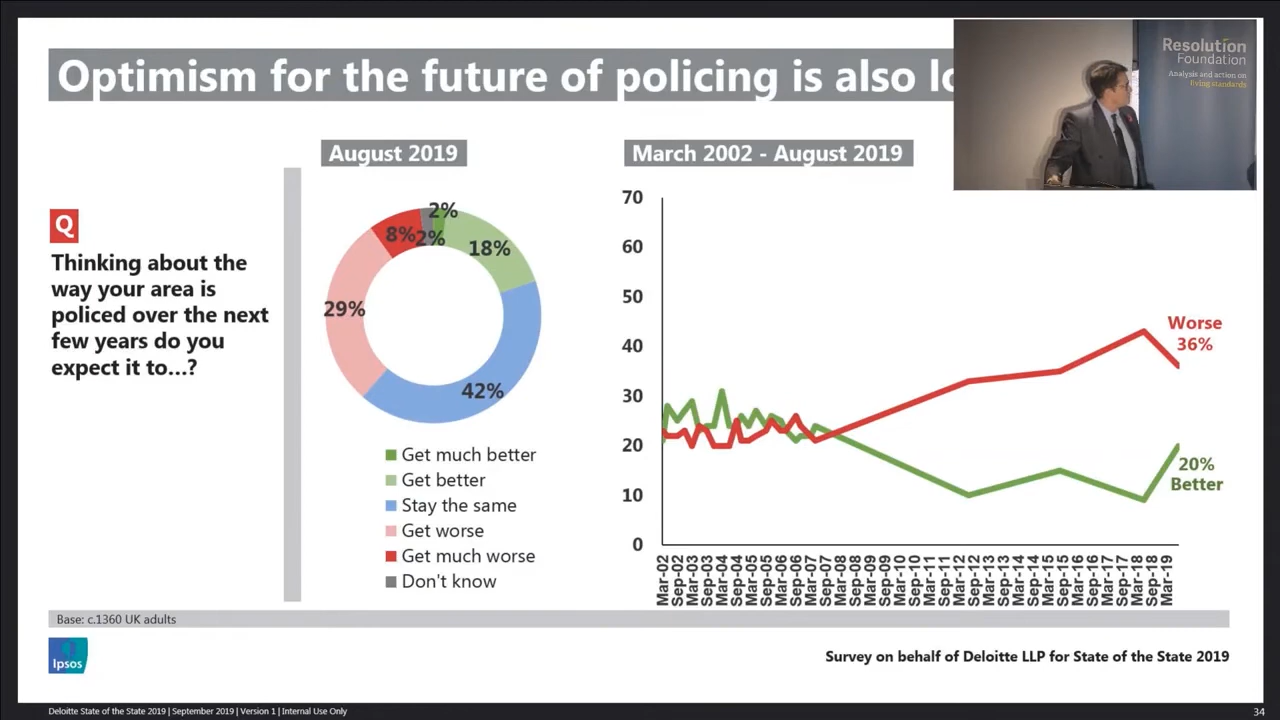 Optimism for the future of policing is also
Resolution
Foundation
Analysis and action on
living standards
August 2019
March 2002 - August 2019
Q
Thinking about the
way your area is
policed over the next
few years do you
expect it to...?
2%
8%
2%
18%
29%
42%
Get much better
Get better
Stay the same
Get worse
Get much worse
Don't know
70
60
50
40
30
20
10
0
Worse
36%
20%
Better
Mar-02
Sep-02
Mar-03
Sep-03
Mar-04
Sep-04
Mar-05
Sep-05
Mar-06
Sep-06
Mar-07
Sep-07
Mar-08
Sep-08
Mar-09
Sep-09
Mar-10
Sep-10
Mar-11
Sep-11
Mar-12
Sep-12
Mar-13
Sep-13
Mar-14
Sep-14
Mar-15
Sep-15
Mar-16
Sep-16
Mar-17
Sep-17
Mar-18
Sep-18
Mar-19
Base: c.1360 UK adults
Ipsos
Survey on behalf of Deloitte LLP for State of the State 2019
Deloitte State of the State 2019 | September 2019 | Version 1 | Internal Use Only
34